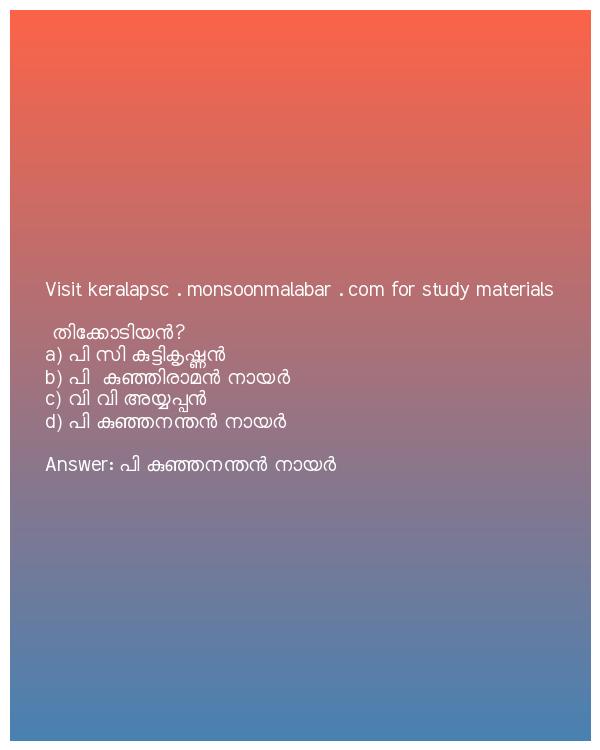 Visit keralapsc . monsoonmalabar . com for study materials
തിക്കോടിയൻ?
a) പി സി കുട്ടികൃഷ്ണൻ
b) പി  കുഞ്ഞിരാമൻ നായർ
c) വി വി അയ്യപ്പൻ
d) പി കുഞ്ഞനന്തൻ നായർ
Answer: പി കുഞ്ഞനന്തൻ നായർ